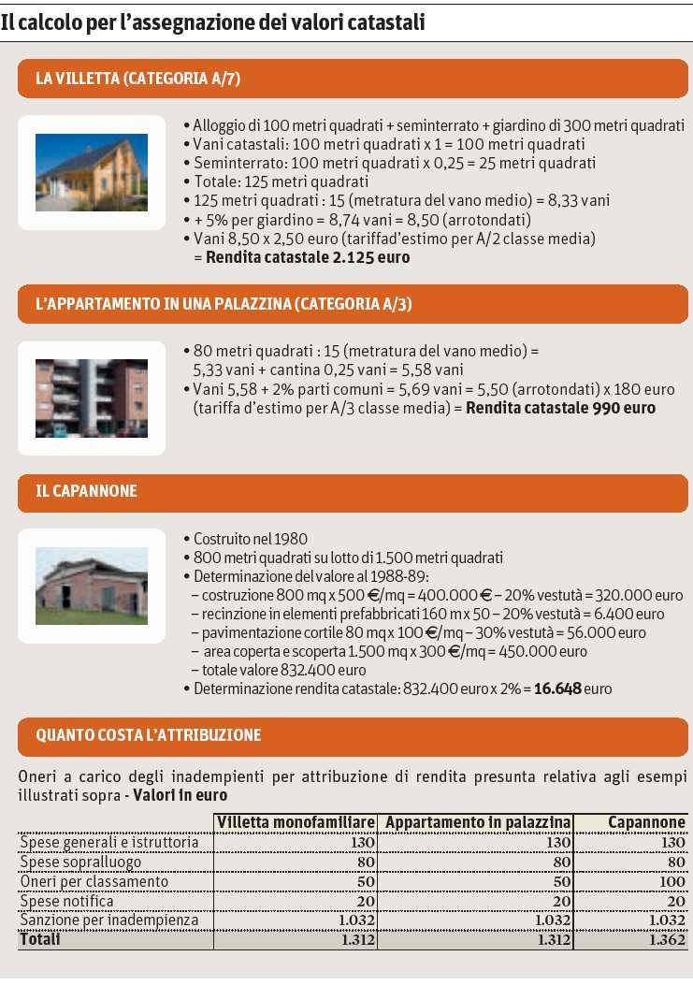 Il calcolo per l'assegnazione dei valori catastali
LA VILLETTA (CATEGORIA A/7)
• Alloggio di 100 metri quadrati + seminterrato + giardino di 300 metri quadrati
• Vani catastali: 100 metri quadrati x 1 = 100 metri quadrati
• Seminterrato: 100 metri quadrati x 0,25 = 25 metri quadrati
• Totale: 125 metri quadrati
• 125 metri quadrati : 15 (metratura del vano medio) = 8,33 vani
• + 5% per giardino = 8,74 vani = 8,50 (arrotondati)
• Vani 8,50 x 2,50 euro (tariffad'estimo per A/2 classe media)
= Rendita catastale 2.125 euro
L'APPARTAMENTO IN UNA PALAZZINA (CATEGORIA A/3)
• 80 metri quadrati : 15 (metratura del vano medio) =
5,33 vani + cantina 0,25 vani = 5,58 vani
• Vani 5,58 + 2% parti comuni = 5,69 vani = 5,50 (arrotondati) x 180 euro
(tariffa d'estimo per A/3 classe media) = Rendita catastale 990 euro
IL CAPANNONE
• Costruito nel 1980
• 800 metri quadrati su lotto di 1.500 metri quadrati
• Determinazione del valore al 1988-89:
– costruzione 800 mq x 500 €/mq = 400.000 € – 20% vestutà = 320.000 euro
– recinzione in elementi prefabbricati 160 m x 50 – 20% vestutà = 6.400 euro
– pavimentazione cortile 80 mq x 100 €/mq – 30% vestutà = 56.000 euro
– area coperta e scoperta 1.500 mq x 300 €/mq = 450.000 euro
– totale valore 832.400 euro
• Determinazione rendita catastale: 832.400 euro x 2% = 16.648 euro
QUANTO COSTA L'ATTRIBUZIONE
Oneri a carico degli inadempienti per attribuzione di rendita presunta relativa agli esempi
illustrati sopra - Valori in euro
Villetta monofamiliare Appartamento in palazzina Capannone
Spese generali e istruttoria 130 130 130
Spese sopralluogo 80 80 80
Oneri per classamento 50 50 100
Spese notifica 20 20 20
Sanzione per inadempienza 1.032 1.032 1.032
Totali 1.312 1.312 1.362